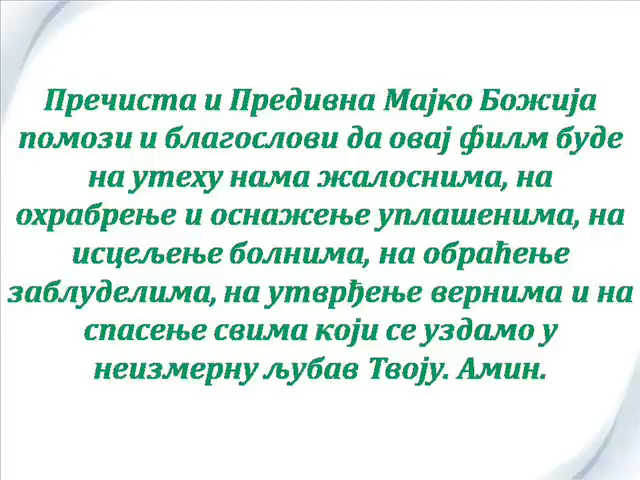 Пречиста и Предивна Мајко Божија
помози и благослови да овај филм буде
на утеху нама жалоснима, на
охрабрење и оснажење уплашенима, на
исцељење болнима, на обраћење
заблуделима, на утврђење вернима и на
спасење свима који се уздамо у
неизмерну љубав Твоју. Амин.